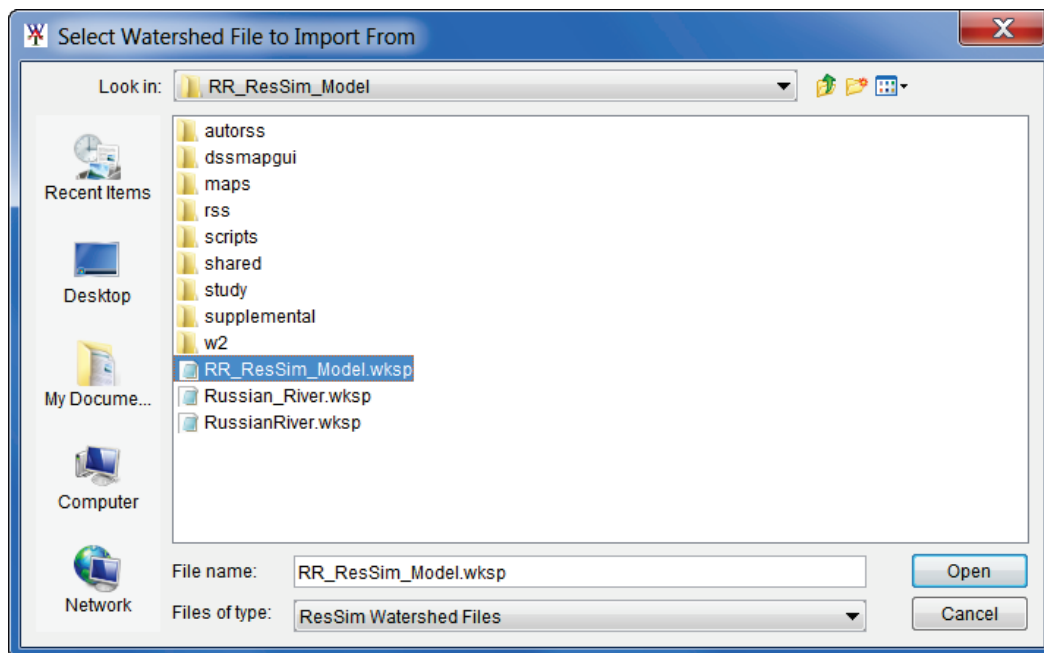 Select Watershed File to Import From
X
Look in: RR_ResSim_Model
Recent Items
Desktop
My Docume...
Computer
Network
autorss
dssmapgui
maps
rss
scripts
shared
study
supplemental
w2
RR_ResSim_Model.wksp
Russian_River.wksp
RussianRiver.wksp
File name: RR_ResSim_Model.wksp Open
Files of type: ResSim Watershed Files Cancel